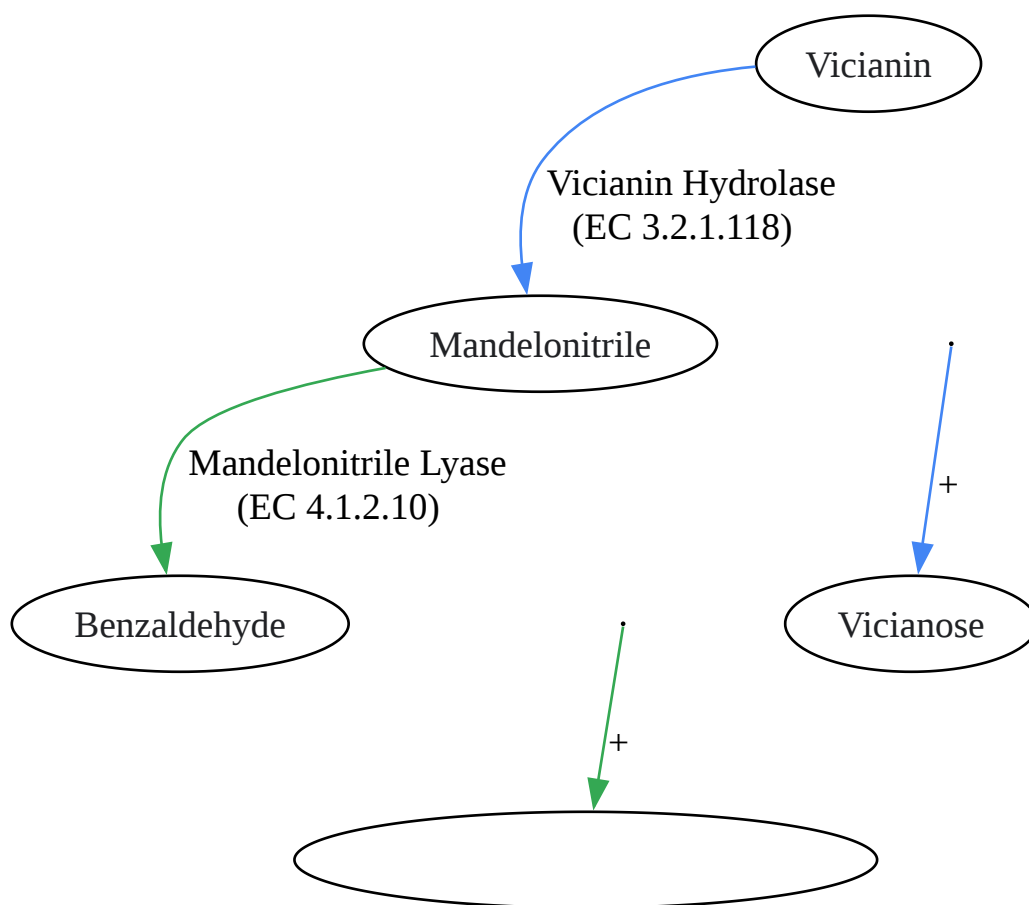 Vicianin
Vicianin Hydrolase
(EC 3.2.1.118)
Mandelonitrile
Mandelonitrile Lyase
(EC 4.1.2.10)
+
Benzaldehyde
Vicianose
+